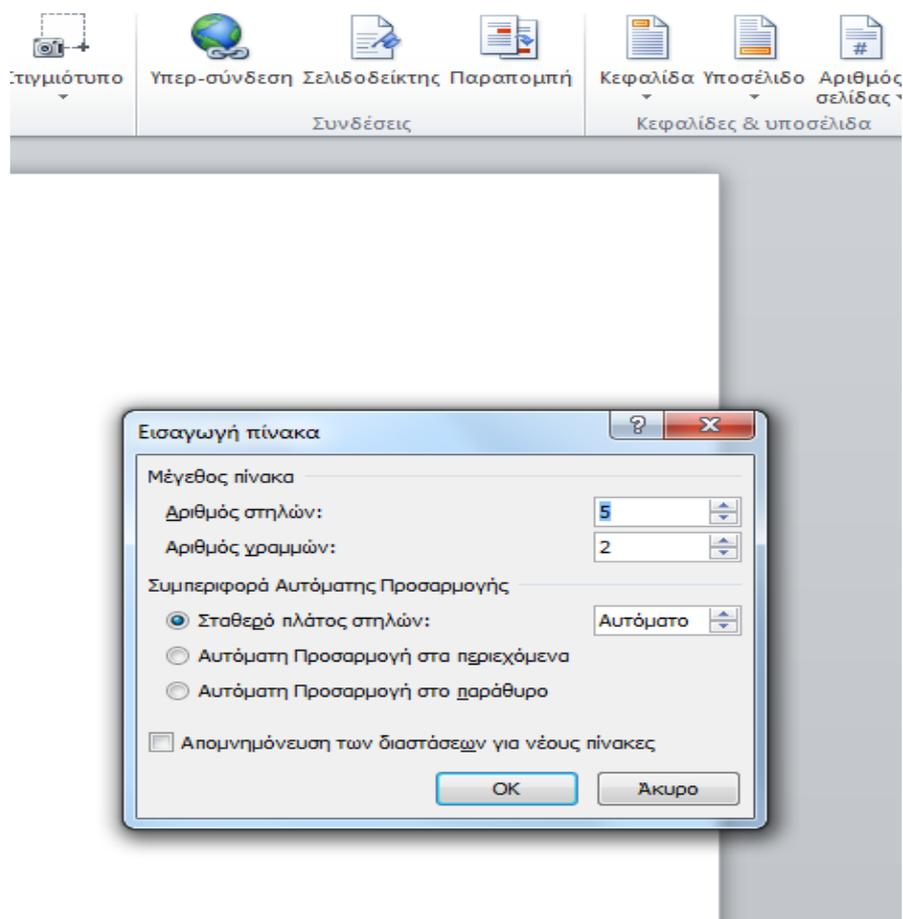 τιγμιότυπο Υπερ-σύνδεση Σελιδοδείκτης Παραπομπή Κεφαλίδα Υποσέλιδο Αριθμός
σελίδας
Συνδέσεις Κεφαλίδες & υποσέλιδα
Εισαγωγή πίνακα
Μέγεθος πίνακα
Αριθμός στηλών: 5
Αριθμός γραμμών: 2
Συμπεριφορά Αυτόματης Προσαρμογής
Σταθερό πλάτος στηλών: Αυτόματο
Αυτόματη Προσαρμογή στα περιεχόμενα
Αυτόματη Προσαρμογή στο παράθυρο
Απομνημόνευση των διαστάσεων για νέους πίνακες
OK Άκυρο